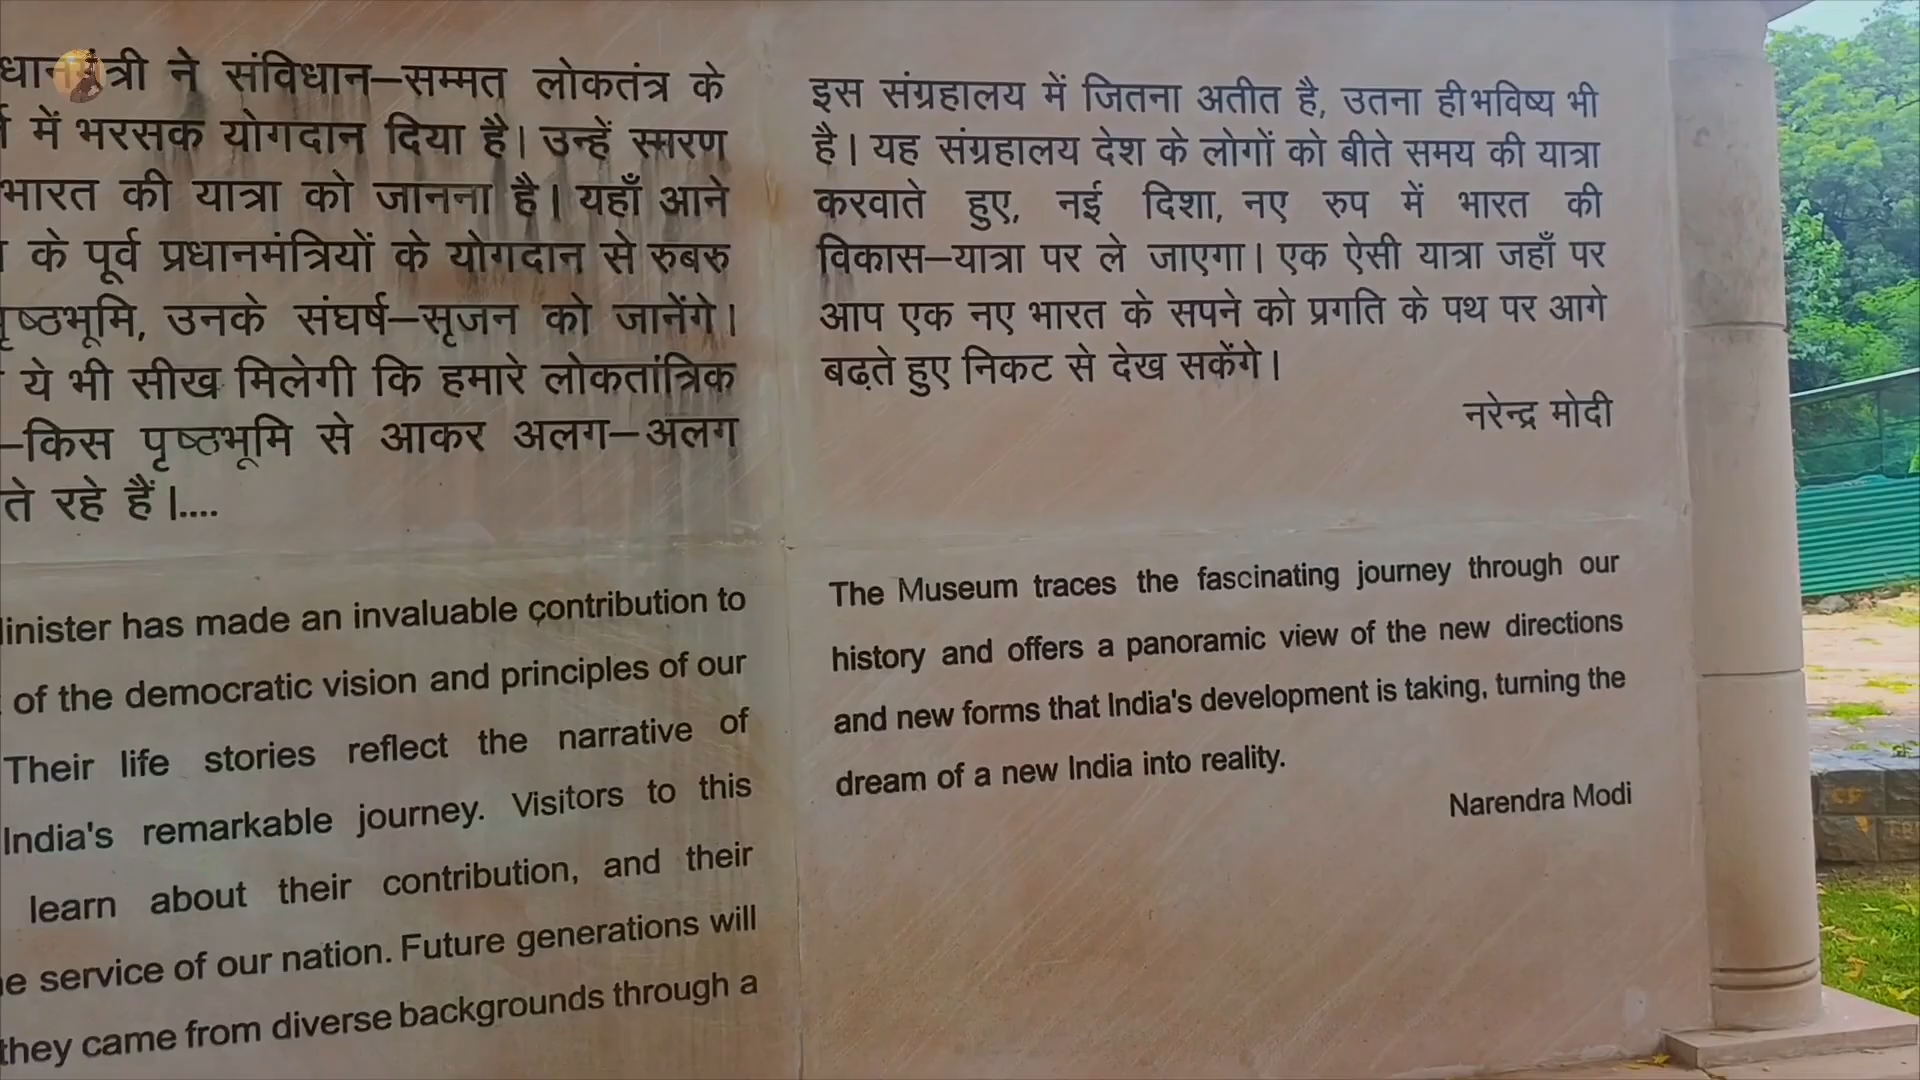 ने संविधान–सम्मत लोकतंत्र के
में भरसक योगदान दिया है। उन्हें स्मरण
भारत की यात्रा को जानना है। यहाँ आने
के पूर्व प्रधानमंत्रियों के योगदान से रुबरु
उनके संघर्ष–सृजन को जानेंगे।
ये भी सीख मिलेगी कि हमारे लोकतांत्रिक
–किस पृष्ठभूमि से आकर अलग–अलग
ते रहे हैं।....
इस संग्रहालय में जितना अतीत है, उतना ही भविष्य भी
है। यह संग्रहालय देश के लोगों को बीते समय की यात्रा
करवाते हुए, नई दिशा, नए रुप में भारत की
विकास–यात्रा पर ले जाएगा। एक ऐसी यात्रा जहाँ पर
आप एक नए भारत के सपने को प्रगति के पथ पर आगे
बढ़ते हुए निकट से देख सकेंगे।
नरेन्द्र मोदी
inister has made an invaluable contribution to
of the democratic vision and principles of our
Their life stories reflect the narrative of
India's remarkable journey. Visitors to this
learn about their contribution, and their
service of our nation. Future generations will
they came from diverse backgrounds through a
The Museum traces the fascinating journey through our
history and offers a panoramic view of the new directions
and new forms that India's development is taking, turning the
dream of a new India into reality.
Narendra Modi